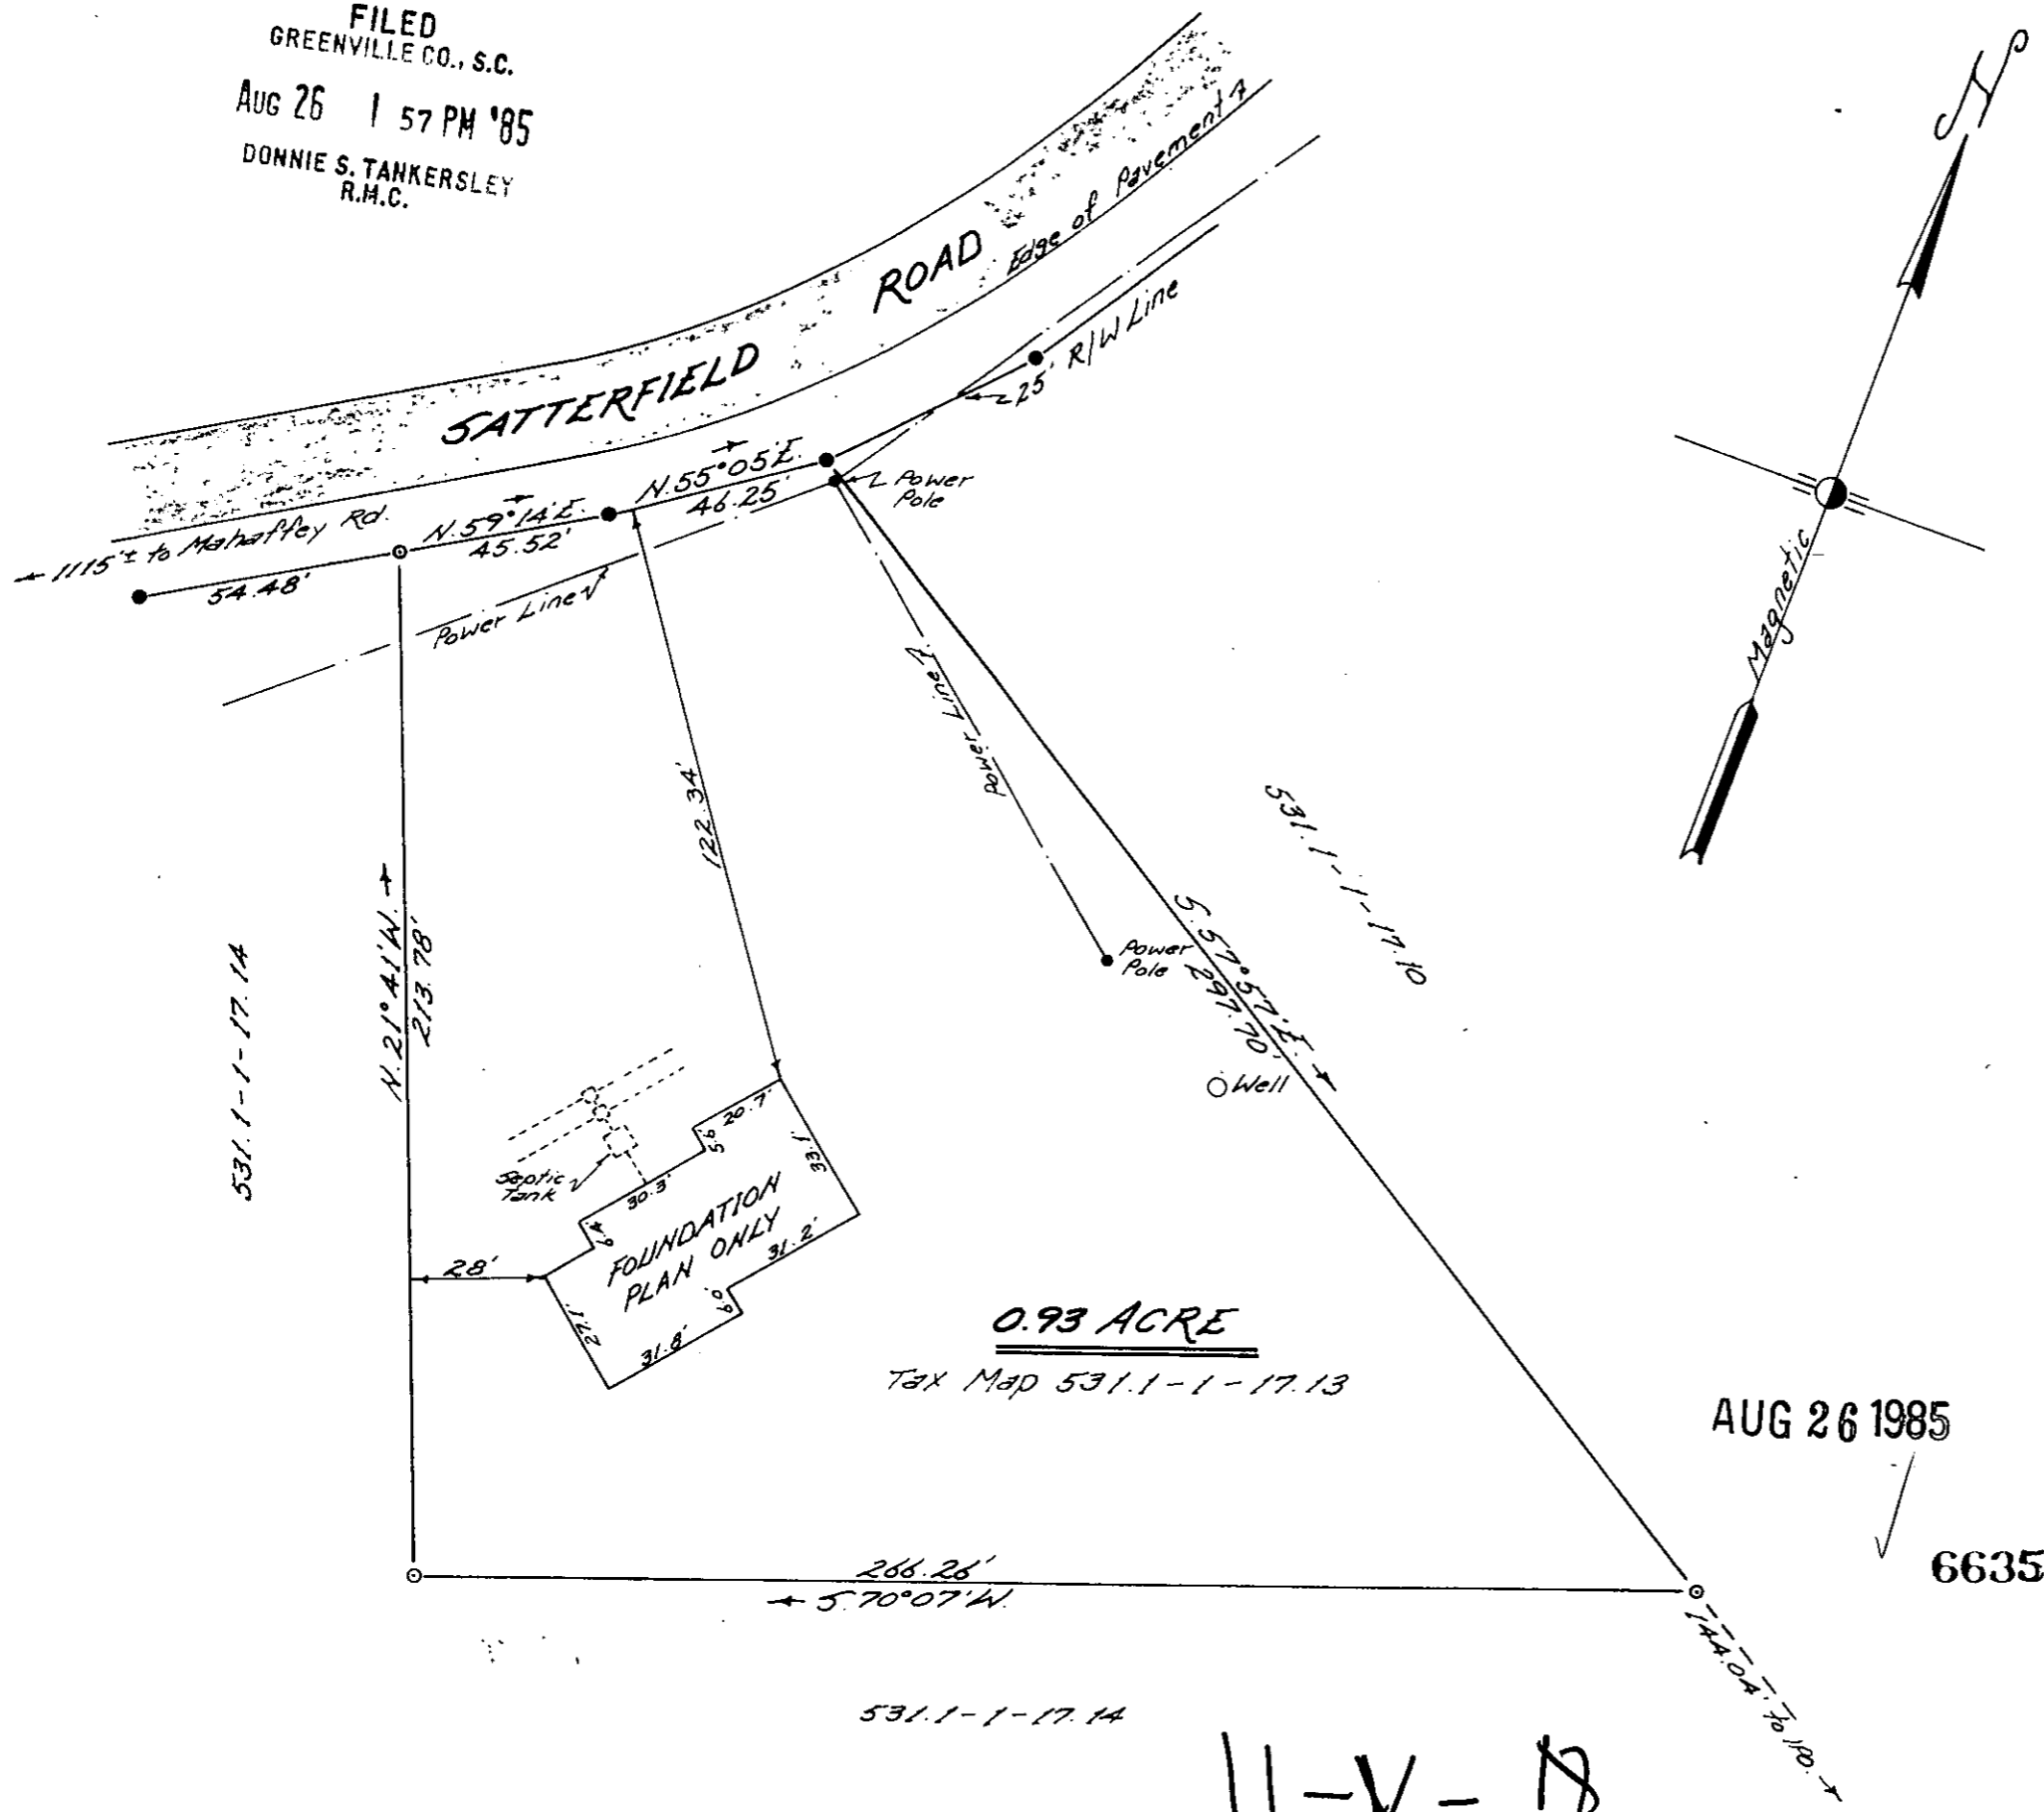 FILED
GREENVILLE CO., S.C.
AUG 26 1 57 PM '85
DONNIE S. TANKERSLEY
R.M.C.
SATTERFIELD ROAD
Edge of Pavement
25' R/W Line
N.55°05'E.
46.25'
Power
Pole
N.59°14'E.
45.52'
1115'± to Mahaffey Rd.
54.48'
Power Line
Power Line
122.34'
Magnetic
531.1-1-17.10
531.1-1-17.14
N.21°41'W.
213.78'
Power
Pole
S.57°57'E.
297.70'
Well
Septic
Tank
20.7'
5.6'
33.1'
30.3'
6.4'
FOUNDATION
PLAN ONLY
31.2'
6.0'
28'
27.1'
31.8'
0.93 ACRE
Tax Map 531.1-1-17.13
AUG 26 1985
6635
266.26'
S.70°07'W.
144.04' to IPO.
531.1-1-17.14